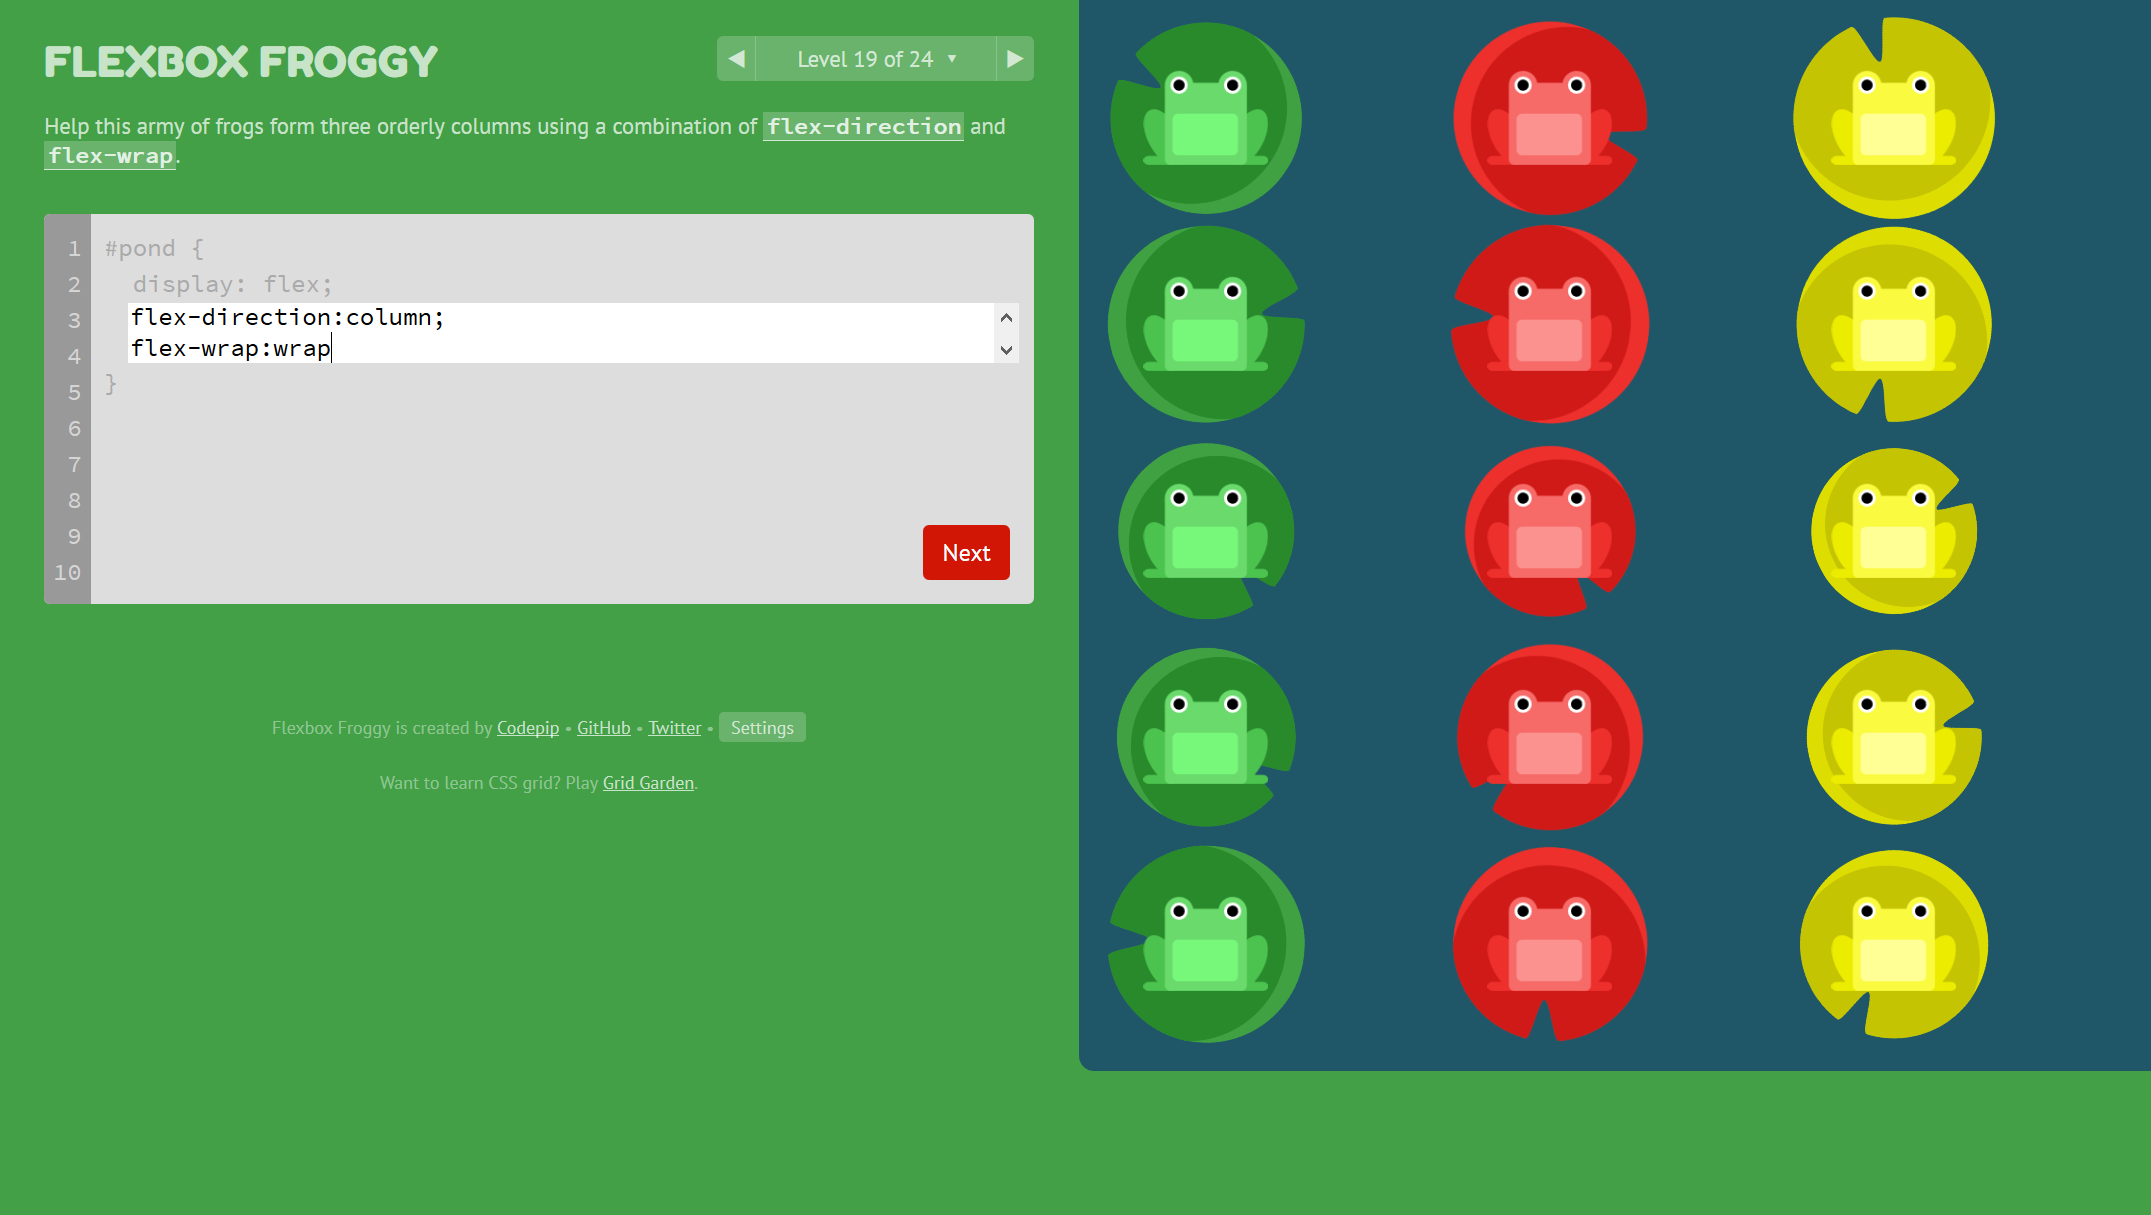 FLEXBOX FROGGY
◀ Level 19 of 24 ▼ ▶
Help this army of frogs form three orderly columns using a combination of flex-direction and
flex-wrap.
1 #pond {
2 display: flex;
3 flex-direction:column;
4 flex-wrap:wrap
5 }
6
7
8
9
10
Next
Flexbox Froggy is created by Codepip • GitHub • Twitter • Settings
Want to learn CSS grid? Play Grid Garden.